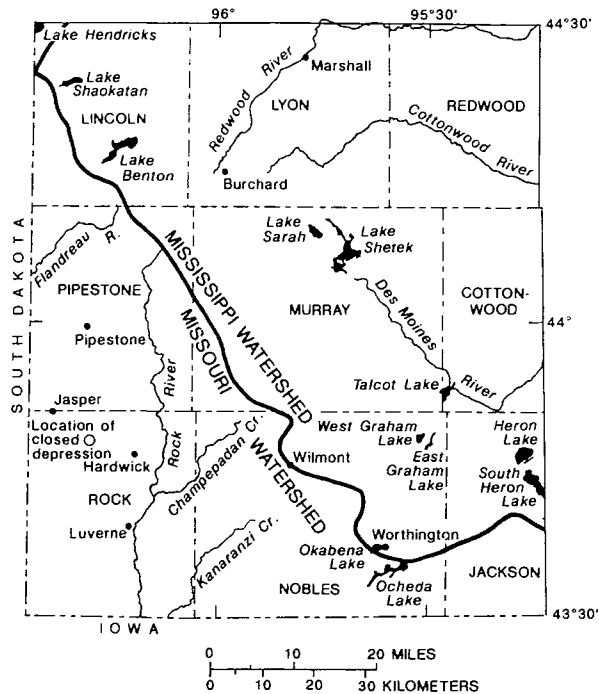 96°
95°30'
44°30'
Lake Hendricks
Lake
Shaokatan
LINCOLN
Lake
Benton
Redwood River
Marshall
LYON
REDWOOD
Cottonwood
River
Burchard
SOUTH DAKOTA
Flandreau
R.
PIPESTONE
Pipestone
MISSISSIPPI WATERSHED
MISSOURI
WATERSHED
Lake
Sarah
Lake
Shetek
MURRAY
Des Moines
River
COTTON-
WOOD
44°
Talcot Lake
Jasper
Location of
closed
depression
Hardwick
ROCK
Luverne
Rock River
Champepadan Cr.
Kanaranzi Cr.
Wilmont
West Graham
Lake
East
Graham
Lake
Heron
Lake
South
Heron
Lake
Worthington
Okabena
Lake
Ocheda
Lake
NOBLES
JACKSON
43°30'
IOWA
0 10 20 MILES
0 10 20 30 KILOMETERS